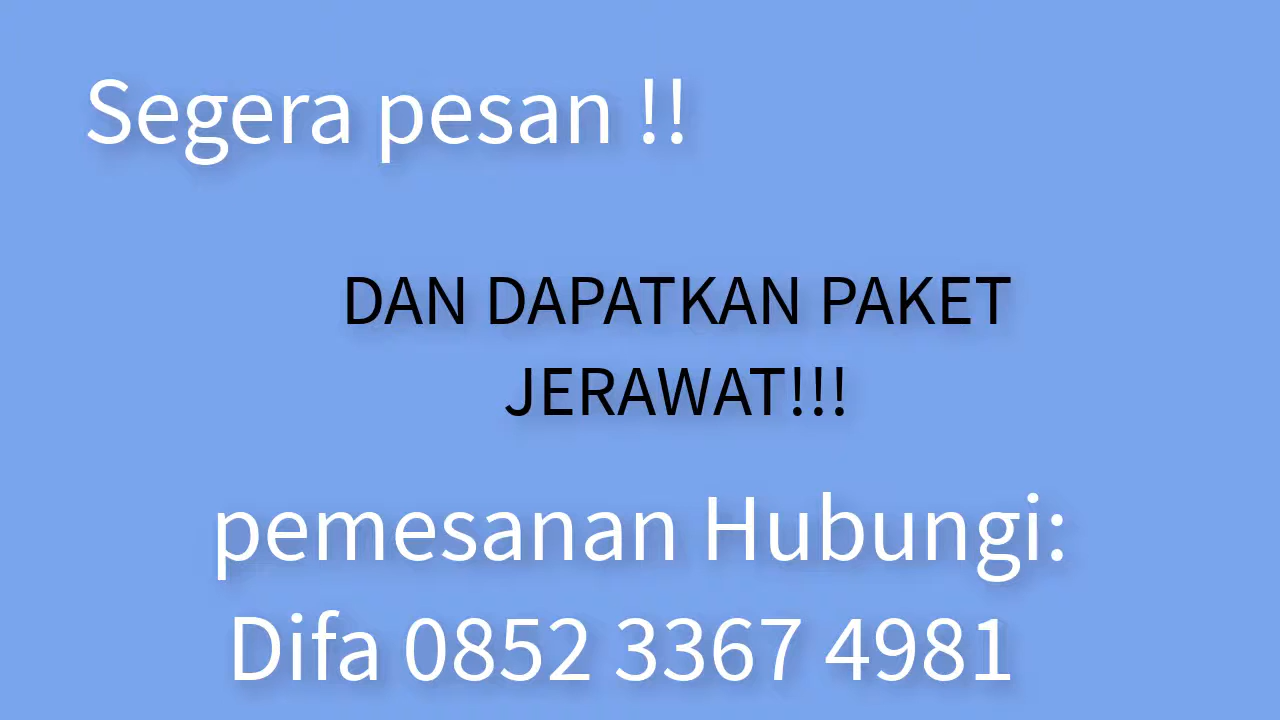 Segera pesan !!
DAN DAPATKAN PAKET
JERAWAT!!!
pemesanan Hubungi:
Difa 0852 3367 4981